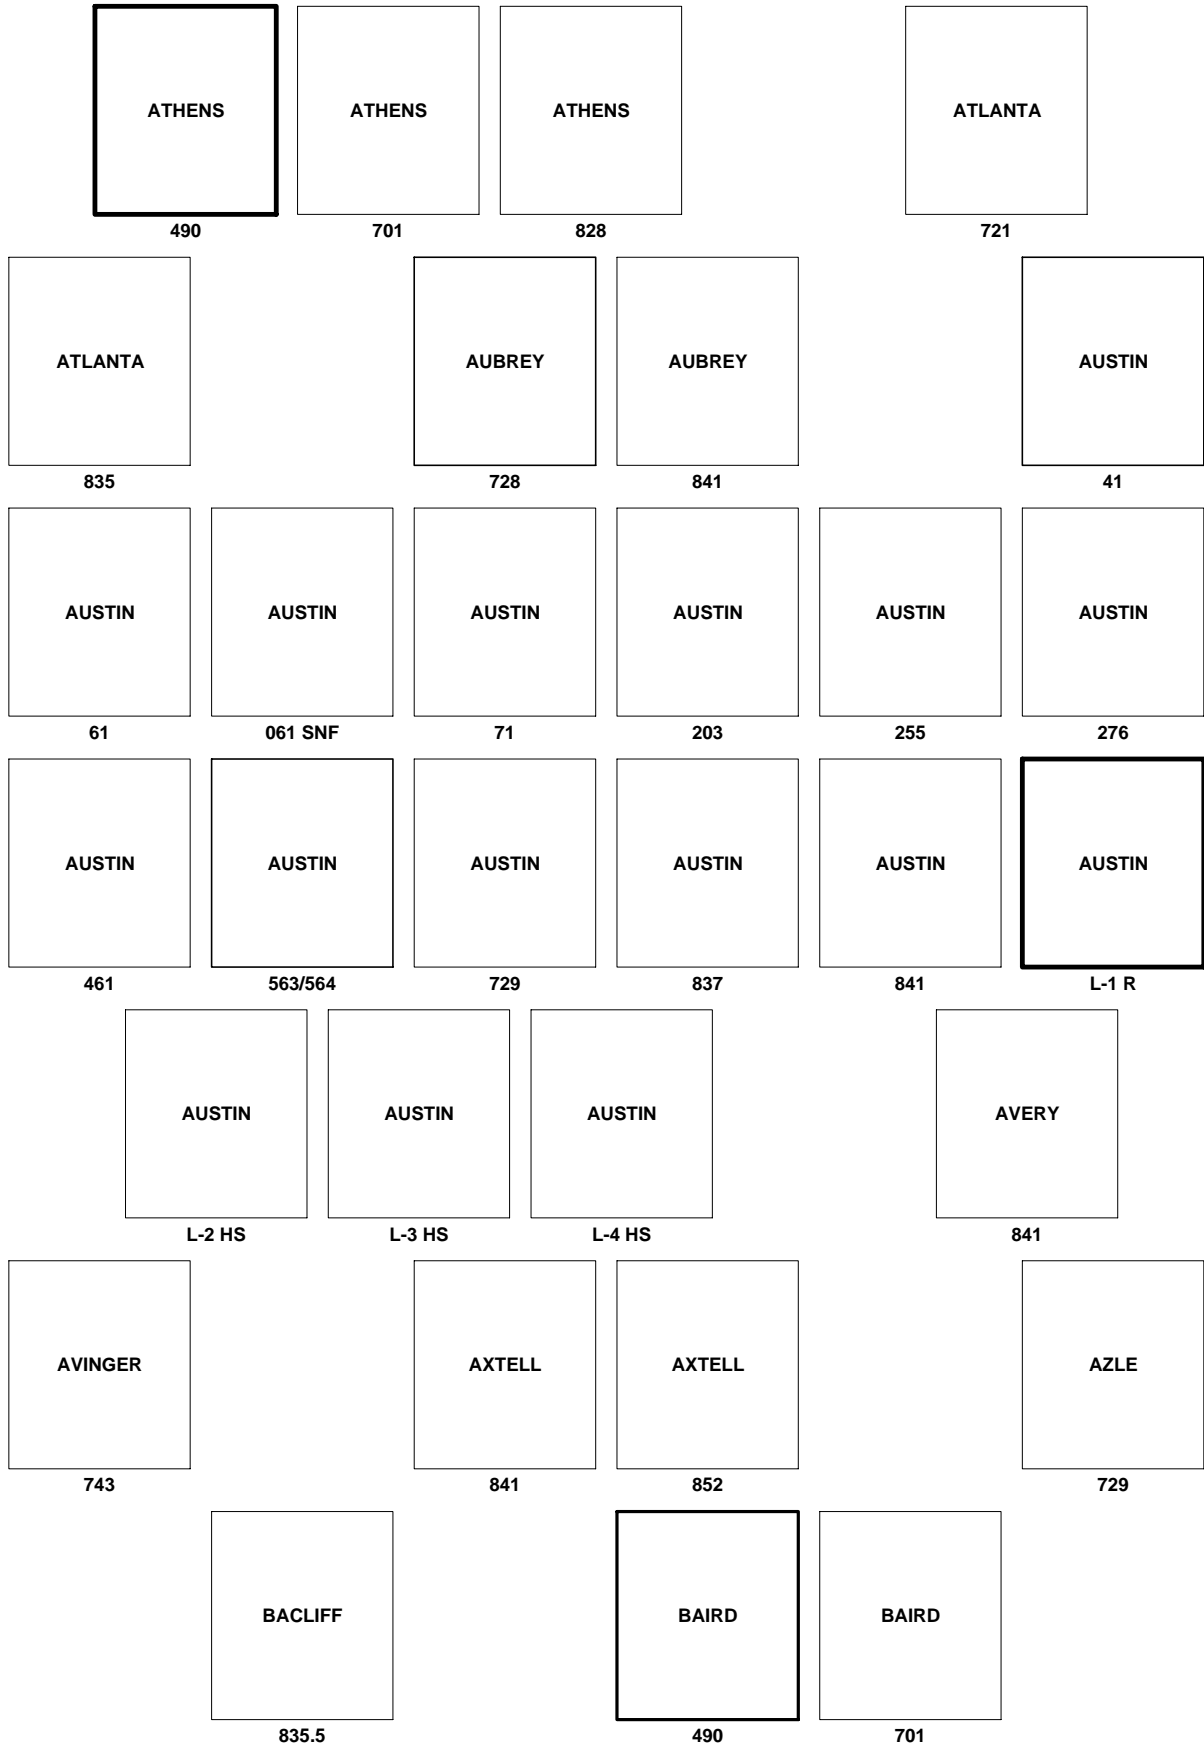 ATHENS ATHENS ATHENS ATLANTA
490 701 828 721
ATLANTA AUBREY AUBREY AUSTIN
835 728 841 41
AUSTIN AUSTIN AUSTIN AUSTIN AUSTIN AUSTIN
61 061 SNF 71 203 255 276
AUSTIN AUSTIN AUSTIN AUSTIN AUSTIN AUSTIN
461 563/564 729 837 841 L-1 R
AUSTIN AUSTIN AUSTIN AVERY
L-2 HS L-3 HS L-4 HS 841
AVINGER AXTELL AXTELL AZLE
743 841 852 729
BACLIFF BAIRD BAIRD
835.5 490 701